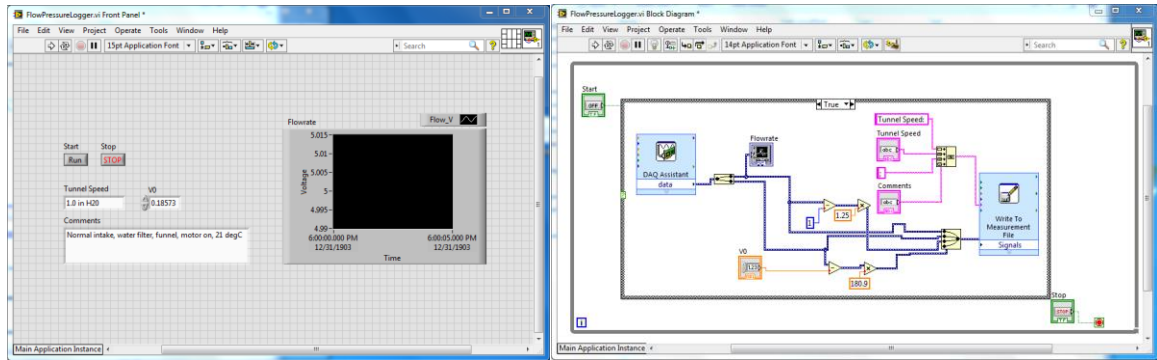 FlowPressureLogger.vi Front Panel *
File Edit View Project Operate Tools Window Help
15pt Application Font
Search
Flowrate
Flow_V
Start Stop
Run STOP
Tunnel Speed V0
1.0 in H20 0.18573
Comments
Normal intake, water filter, funnel, motor on, 21 degC
Voltage
5.015
5.01
5.005
5
4.995
4.99
6:00:00.000 PM 6:00:05.000 PM
12/31/1903 12/31/1903
Time
Main Application Instance
FlowPressureLogger.vi Block Diagram *
File Edit View Project Operate Tools Window Help
14pt Application Font
Search
Start
OFF
True
DAQ Assistant
data
Flowrate
Tunnel Speed:
Tunnel Speed
abc
Comments
abc
1
1.25
V0
1.23
180.9
Write To
Measurement
File
Signals
Stop
STOP
i
Main Application Instance